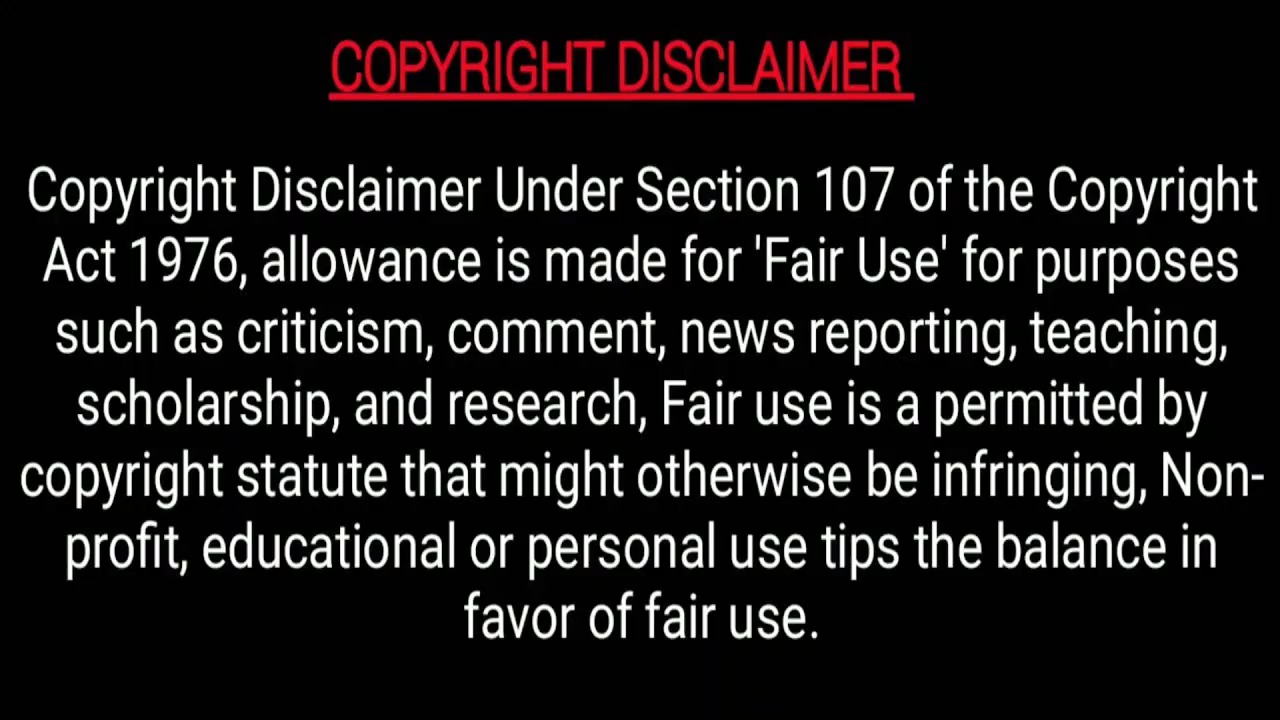 COPYRIGHT DISCLAIMER
Copyright Disclaimer Under Section 107 of the Copyright
Act 1976, allowance is made for 'Fair Use' for purposes
such as criticism, comment, news reporting, teaching,
scholarship, and research, Fair use is a permitted by
copyright statute that might otherwise be infringing, Non-
profit, educational or personal use tips the balance in
favor of fair use.